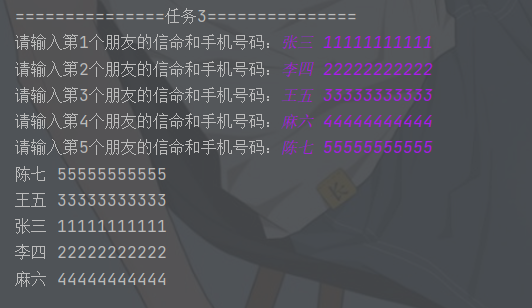 ===============任务3===============
请输入第1个朋友的信命和手机号码：张三 11111111111
请输入第2个朋友的信命和手机号码：李四 22222222222
请输入第3个朋友的信命和手机号码：王五 33333333333
请输入第4个朋友的信命和手机号码：麻六 44444444444
请输入第5个朋友的信命和手机号码：陈七 55555555555
陈七 55555555555
王五 33333333333
张三 11111111111
李四 22222222222
麻六 44444444444